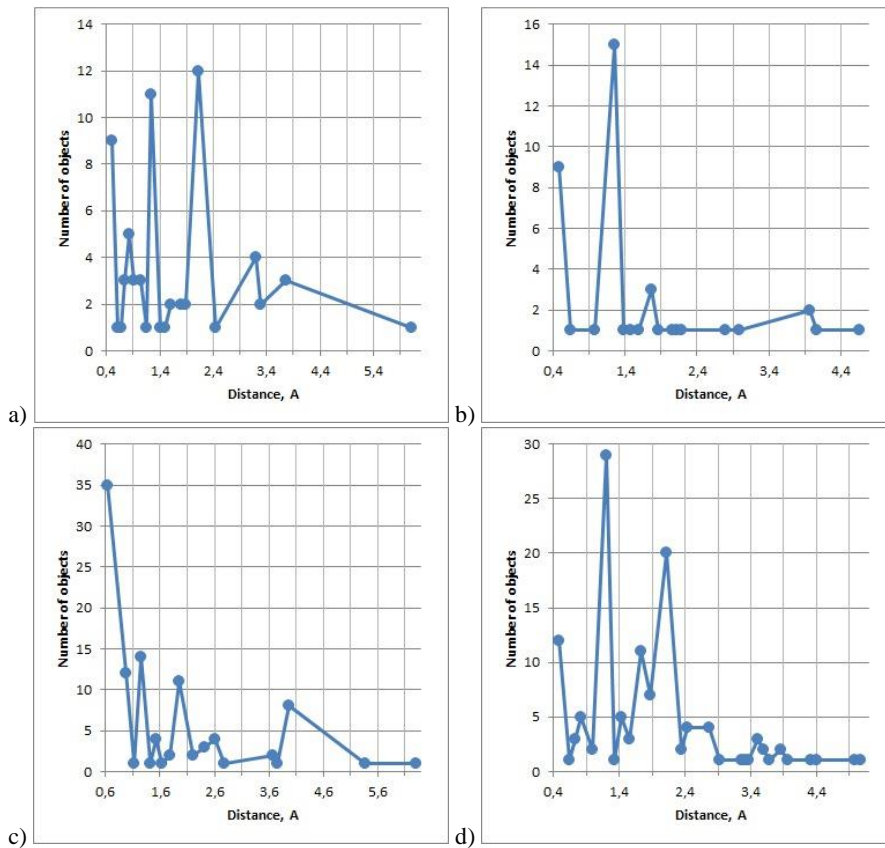 14
12
10
8
6
4
2
0
Number of objects
0,4 1,4 2,4 3,4 4,4 5,4
Distance, A
a)
16
14
12
10
8
6
4
2
0
Number of objects
0,4 1,4 2,4 3,4 4,4
Distance, A
b)
40
35
30
25
20
15
10
5
0
Number of objects
0,6 1,6 2,6 3,6 4,6 5,6
Distance, A
c)
30
25
20
15
10
5
0
Number of objects
0,4 1,4 2,4 3,4 4,4
Distance, A
d)